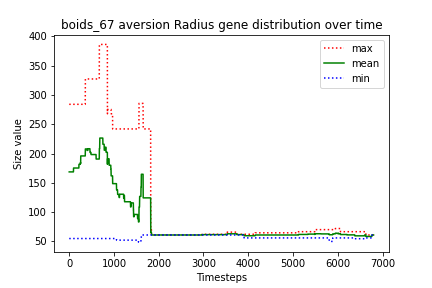 boids_67 aversion Radius gene distribution over time
400
350
300
250
200
150
100
50
Size value
max
mean
min
0
1000
2000
3000
4000
5000
6000
7000
Timesteps